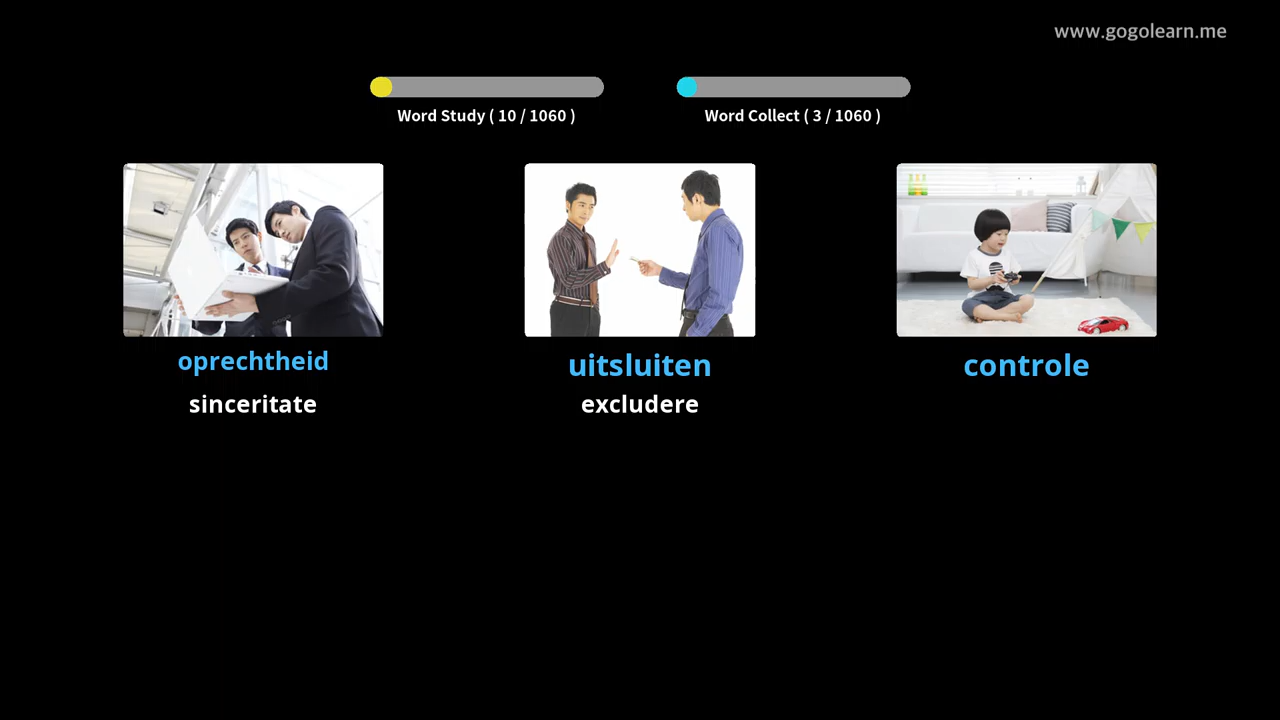 www.gogolearn.me
Word Study ( 10 / 1060 )
Word Collect ( 3 / 1060 )
oprechtheid
uitsluiten
controle
sinceritate
excludere